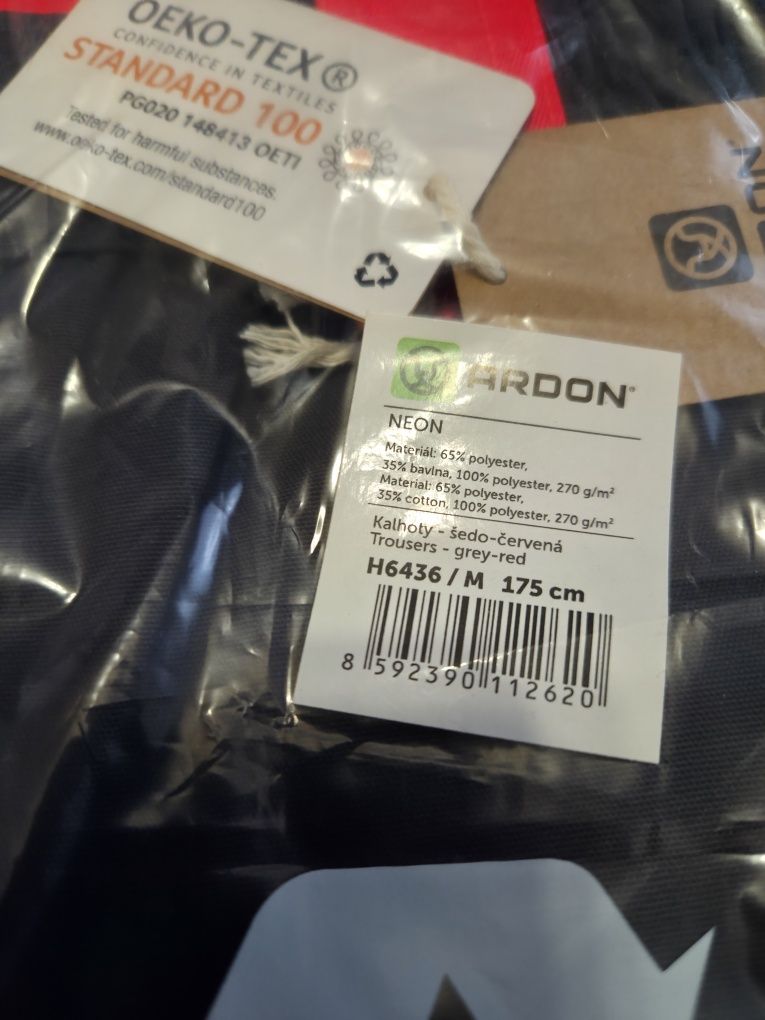 OEKO-TEX®
CONFIDENCE IN TEXTILES
STANDARD 100
PG020 148413 OETI
Tested for harmful substances.
www.oeko-tex.com/standard100
ARDON®
NEON
Materiál: 65% polyester,
35% bavlna, 100% polyester, 270 g/m²
Material: 65% polyester,
35% cotton, 100% polyester, 270 g/m²
Kalhoty - šedo-červená
Trousers - grey-red
H6436 / M 175 cm
8 592390 112620